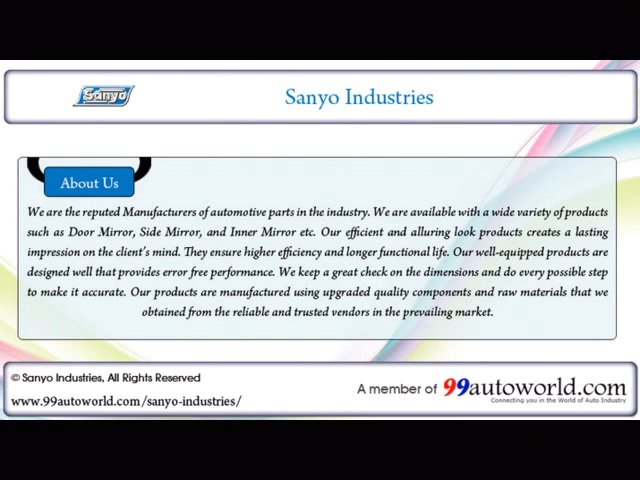 Sanyo
Sanyo Industries
About Us
We are the reputed Manufacturers of automotive parts in the industry. We are available with a wide variety of products
such as Door Mirror, Side Mirror, and Inner Mirror etc. Our efficient and alluring look products creates a lasting
impression on the client's mind. They ensure higher efficiency and longer functional life. Our well-equipped products are
designed well that provides error free performance. We keep a great check on the dimensions and do every possible step
to make it accurate. Our products are manufactured using upgraded quality components and raw materials that we
obtained from the reliable and trusted vendors in the prevailing market.
© Sanyo Industries, All Rights Reserved
www.99autoworld.com/sanyo-industries/
A member of 99autoworld.com
Connecting you in the World of Auto Industry